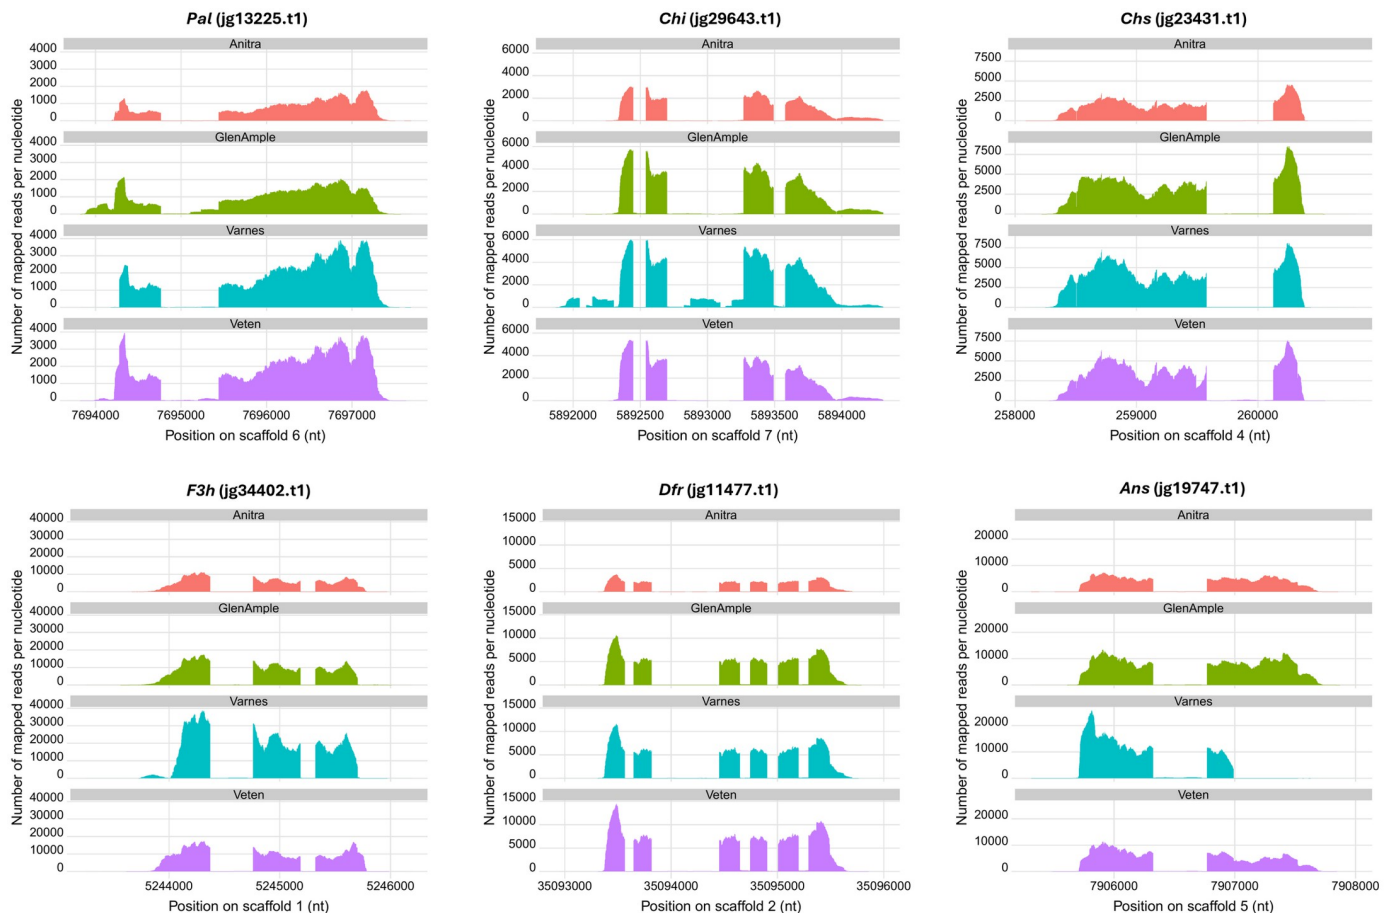 Pal (jg13225.t1)
Number of mapped reads per nucleotide
Anitra
4000
3000
2000
1000
0
GlenAmple
4000
3000
2000
1000
0
Varnes
4000
3000
2000
1000
0
Veten
4000
3000
2000
1000
0
7694000 7695000 7696000 7697000
Position on scaffold 6 (nt)
Chi (jg29643.t1)
Number of mapped reads per nucleotide
Anitra
6000
4000
2000
0
GlenAmple
6000
4000
2000
0
Varnes
6000
4000
2000
0
Veten
6000
4000
2000
0
5892000 5892500 5893000 5893500 5894000
Position on scaffold 7 (nt)
Chs (jg23431.t1)
Number of mapped reads per nucleotide
Anitra
7500
5000
2500
0
GlenAmple
7500
5000
2500
0
Varnes
7500
5000
2500
0
Veten
7500
5000
2500
0
258000 259000 260000
Position on scaffold 4 (nt)
F3h (jg34402.t1)
Number of mapped reads per nucleotide
Anitra
40000
30000
20000
10000
0
GlenAmple
40000
30000
20000
10000
0
Varnes
40000
30000
20000
10000
0
Veten
40000
30000
20000
10000
0
5244000 5245000 5246000
Position on scaffold 1 (nt)
Dfr (jg11477.t1)
Number of mapped reads per nucleotide
Anitra
15000
10000
5000
0
GlenAmple
15000
10000
5000
0
Varnes
15000
10000
5000
0
Veten
15000
10000
5000
0
35093000 35094000 35095000 35096000
Position on scaffold 2 (nt)
Ans (jg19747.t1)
Number of mapped reads per nucleotide
Anitra
20000
10000
0
GlenAmple
20000
10000
0
Varnes
20000
10000
0
Veten
20000
10000
0
7906000 7907000 7908000
Position on scaffold 5 (nt)